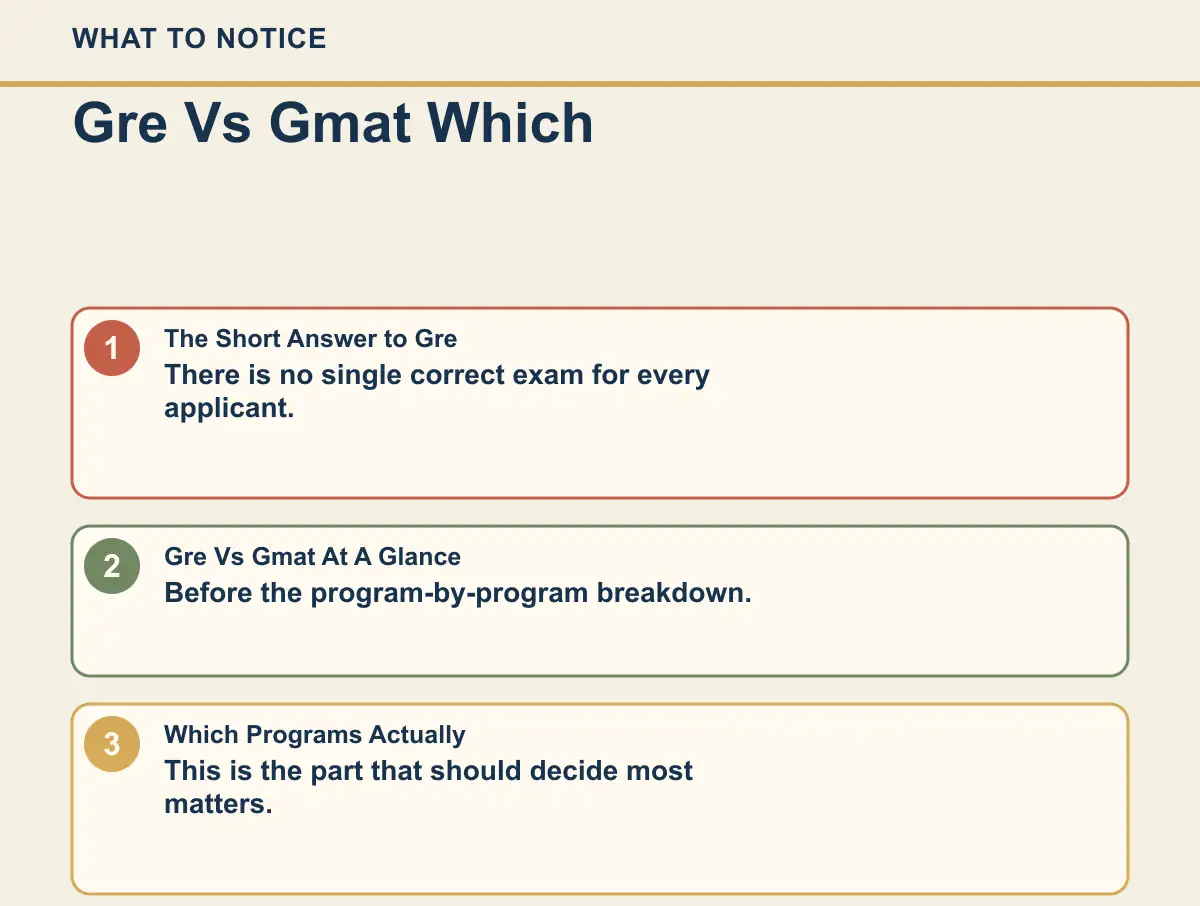 WHAT TO NOTICE
Gre Vs Gmat Which
1
The Short Answer to Gre
There is no single correct exam for every
applicant.
2
Gre Vs Gmat At A Glance
Before the program-by-program breakdown.
3
Which Programs Actually
This is the part that should decide most
matters.